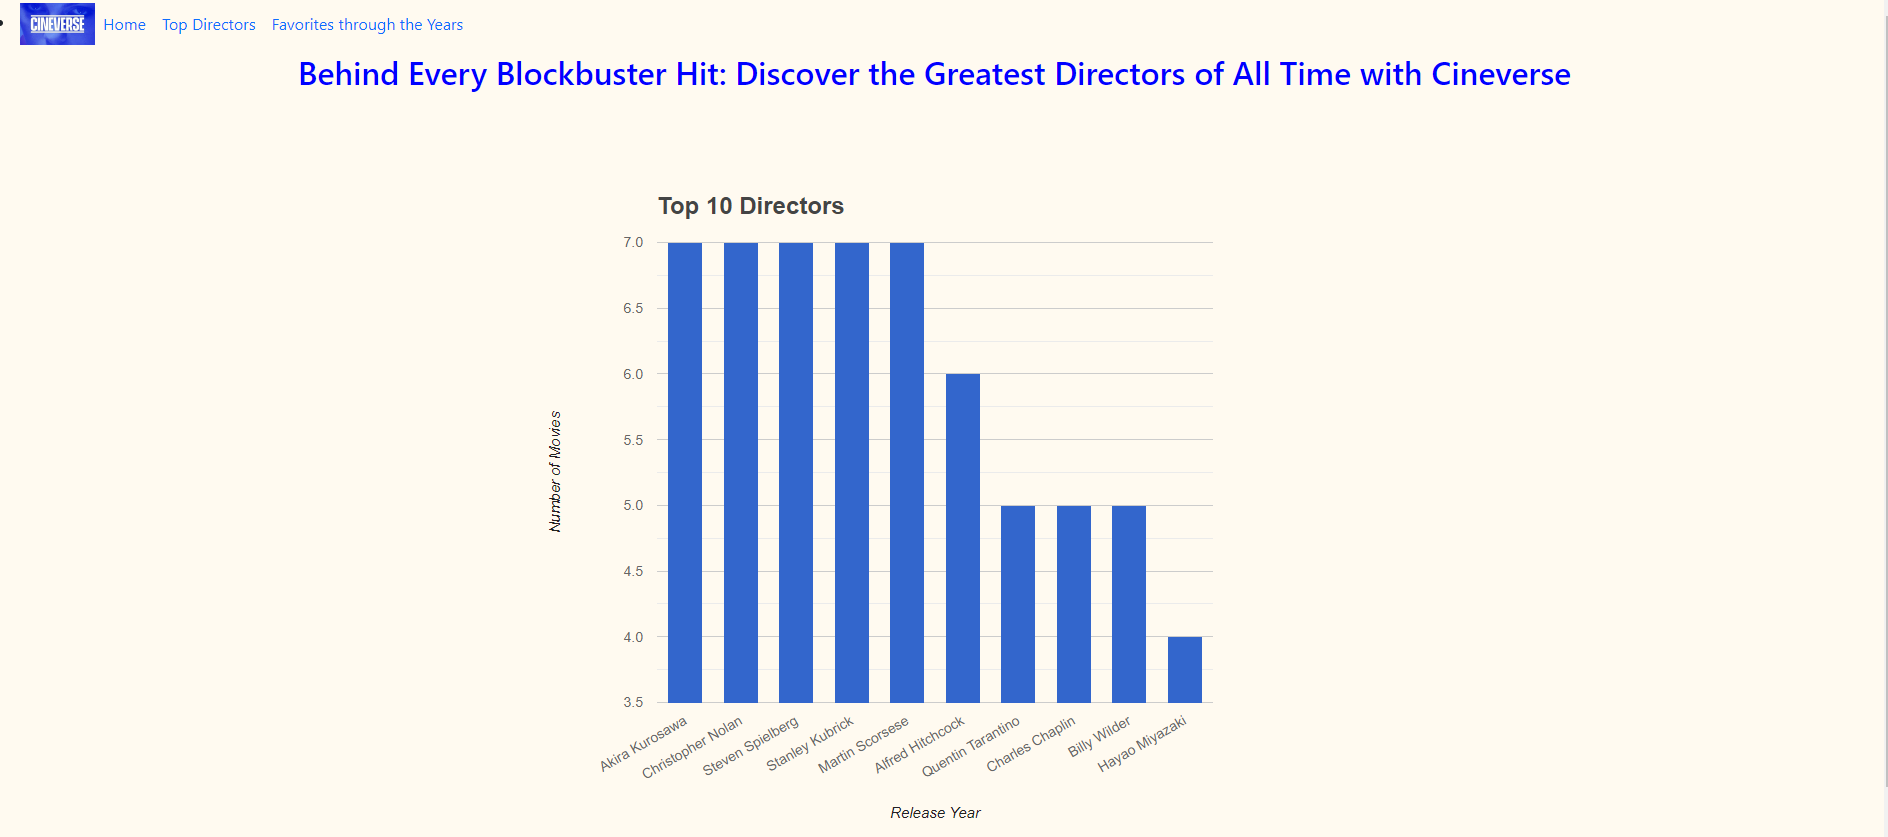 CINEVERSE Home Top Directors Favorites through the Years
Behind Every Blockbuster Hit: Discover the Greatest Directors of All Time with Cineverse
Top 10 Directors
7.0
6.5
6.0
5.5
5.0
4.5
4.0
3.5
Number of Movies
Akira Kurosawa
Christopher Nolan
Steven Spielberg
Stanley Kubrick
Martin Scorsese
Alfred Hitchcock
Quentin Tarantino
Charles Chaplin
Billy Wilder
Hayao Miyazaki
Release Year